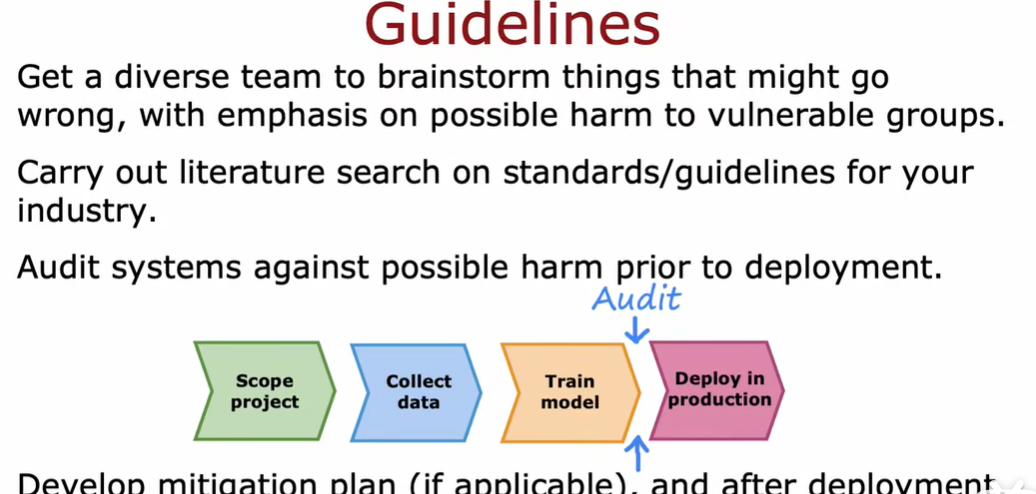 Guidelines
Get a diverse team to brainstorm things that might go
wrong, with emphasis on possible harm to vulnerable groups.
Carry out literature search on standards/guidelines for your
industry.
Audit systems against possible harm prior to deployment.
Audit
Scope
project
Collect
data
Train
model
Deploy in
production
Develop mitigation plan (if applicable), and after deployment,